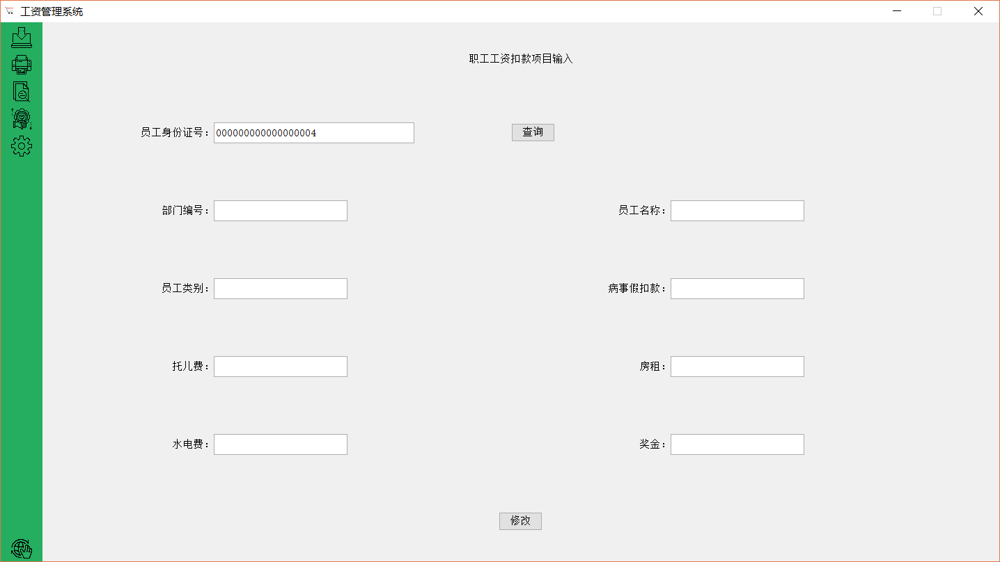 工资管理系统
职工工资扣款项目输入
员工身份证号： 000000000000000004 查询
部门编号： 员工名称：
员工类别： 病事假扣款：
托儿费： 房租：
水电费： 奖金：
修改